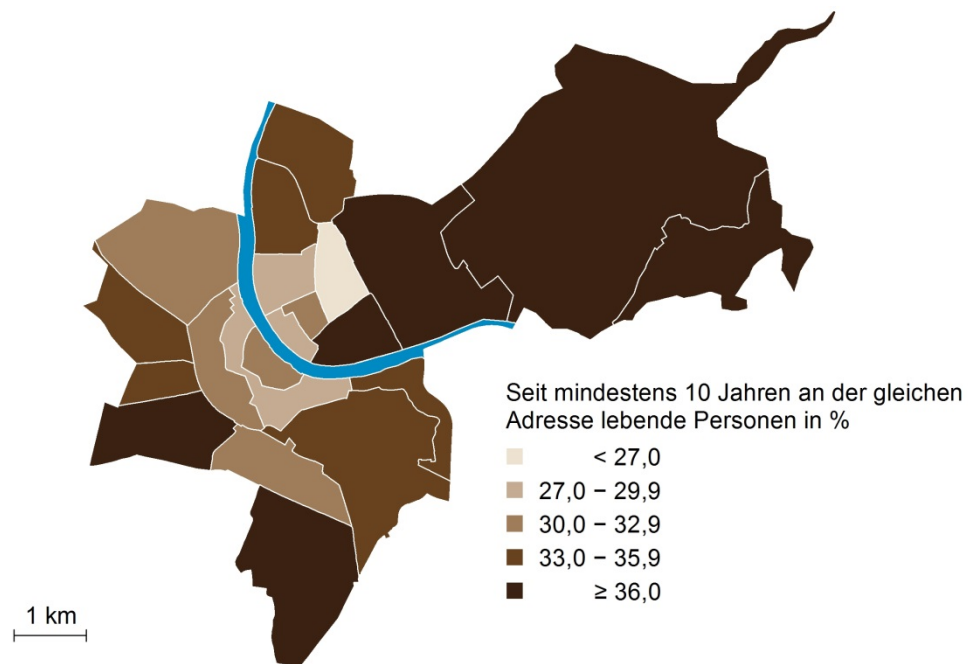 Seit mindestens 10 Jahren an der gleichen
Adresse lebende Personen in %
< 27,0
27,0 – 29,9
30,0 – 32,9
33,0 – 35,9
≥ 36,0
1 km